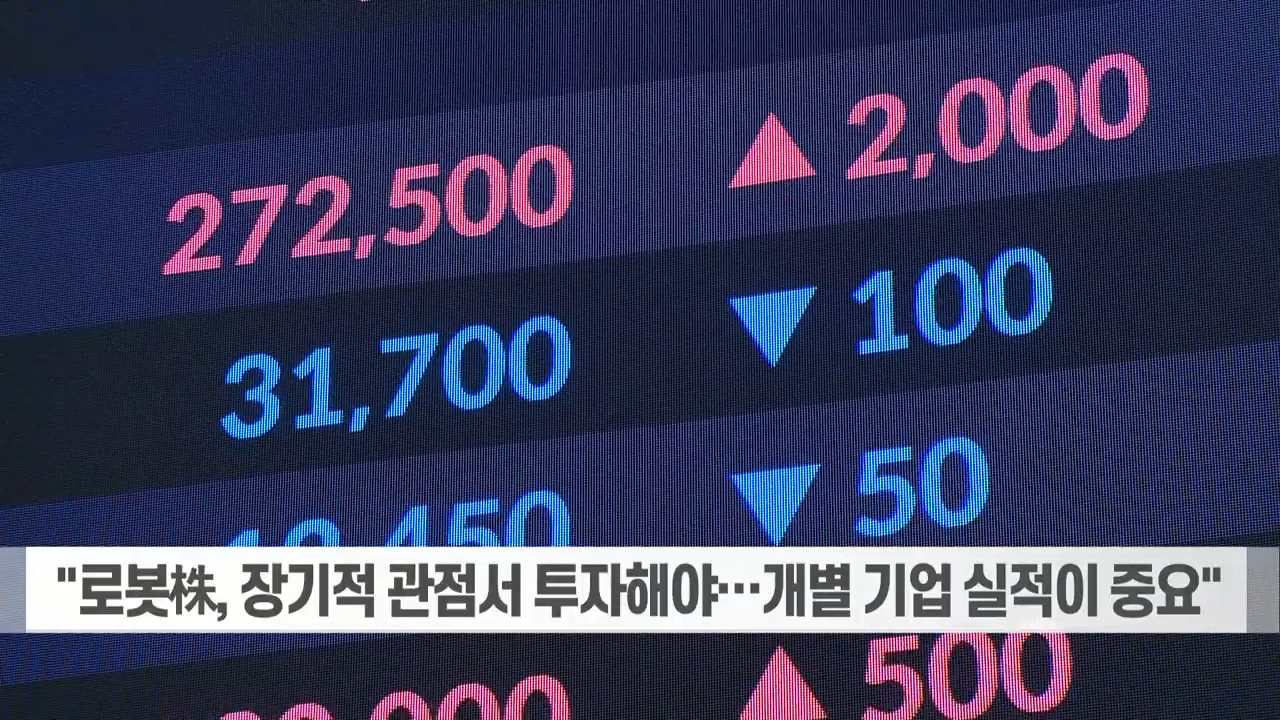 272,500 ▲ 2,000
31,700 ▼ 100
▼ 50
"로봇株, 장기적 관점서 투자해야…개별 기업 실적이 중요"
▲ 500